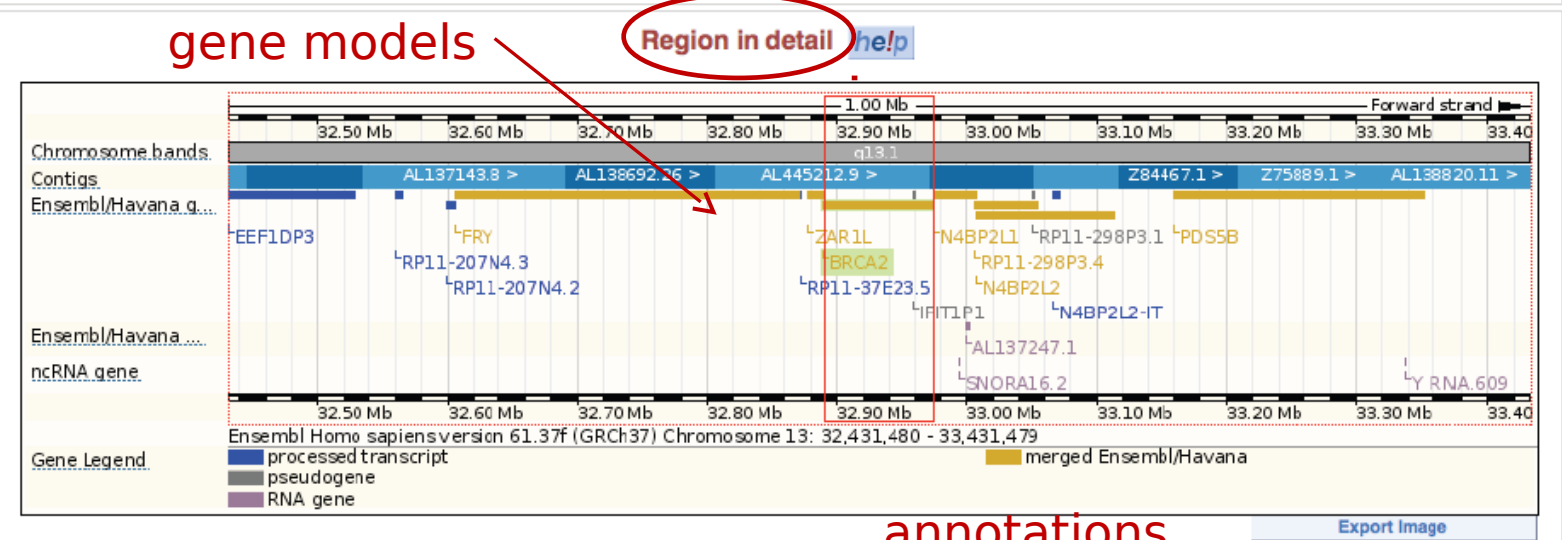 gene models
Region in detail help
1.00 Mb Forward strand
32.50 Mb 32.60 Mb 32.70 Mb 32.80 Mb 32.90 Mb 33.00 Mb 33.10 Mb 33.20 Mb 33.30 Mb 33.40
Chromosome bands q13.1
Contigs AL137143.8 > AL138692.26 > AL445212.9 > Z84467.1 > Z75889.1 > AL138820.11 >
Ensembl/Havana g...
EEF1DP3 FRY ZAR1L N4BP2L1 RP11-298P3.1 PDS5B
RP11-207N4.3 BRCA2 RP11-298P3.4
RP11-207N4.2 RP11-37E23.5 N4BP2L2
IFIT1P1 N4BP2L2-IT
Ensembl/Havana ...
AL137247.1
ncRNA gene
SNORA16.2 Y RNA.609
32.50 Mb 32.60 Mb 32.70 Mb 32.80 Mb 32.90 Mb 33.00 Mb 33.10 Mb 33.20 Mb 33.30 Mb 33.40
Ensembl Homo sapiens version 61.37f (GRCh37) Chromosome 13: 32,431,480 - 33,431,479
Gene Legend processed transcript merged Ensembl/Havana
pseudogene
RNA gene
annotations
Export Image